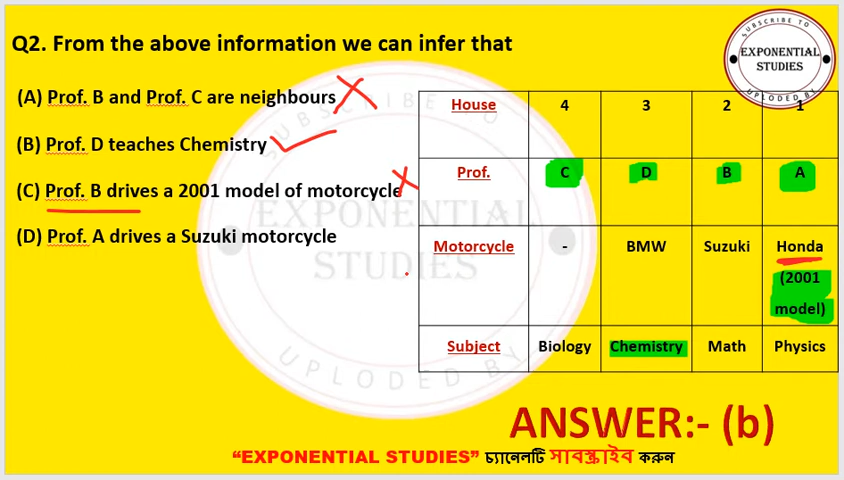 Q2. From the above information we can infer that
SUBSCRIBE TO
EXPONENTIAL
STUDIES
UPLODED BY
(A) Prof. B and Prof. C are neighbours
(B) Prof. D teaches Chemistry
(C) Prof. B drives a 2001 model of motorcycle
(D) Prof. A drives a Suzuki motorcycle
House 4 3 2 1
Prof. C D B A
Motorcycle - BMW Suzuki Honda
(2001
model)
Subject Biology Chemistry Math Physics
SUBSCRIBE TO
EXPONENTIAL
STUDIES
UPLODED BY
ANSWER:- (b)
“EXPONENTIAL STUDIES” চ্যানেলটি সাবস্ক্রাইব করুন